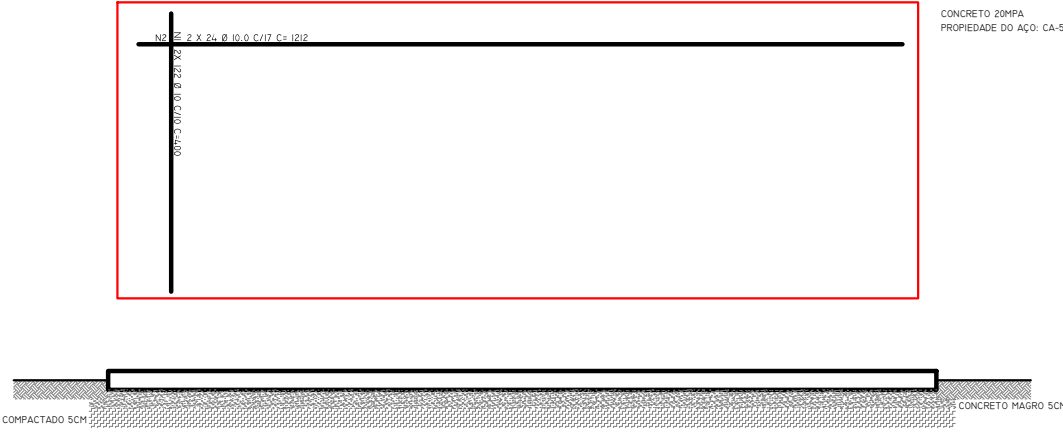 CONCRETO 20MPA
PROPIEDADE DO AÇO: CA-5
N2 2 X 24 Ø 10.0 C/17 C= 1212
N1 2X 122 Ø 10 C/10 C=400
CONCRETO MAGRO 5CM
COMPACTADO 5CM